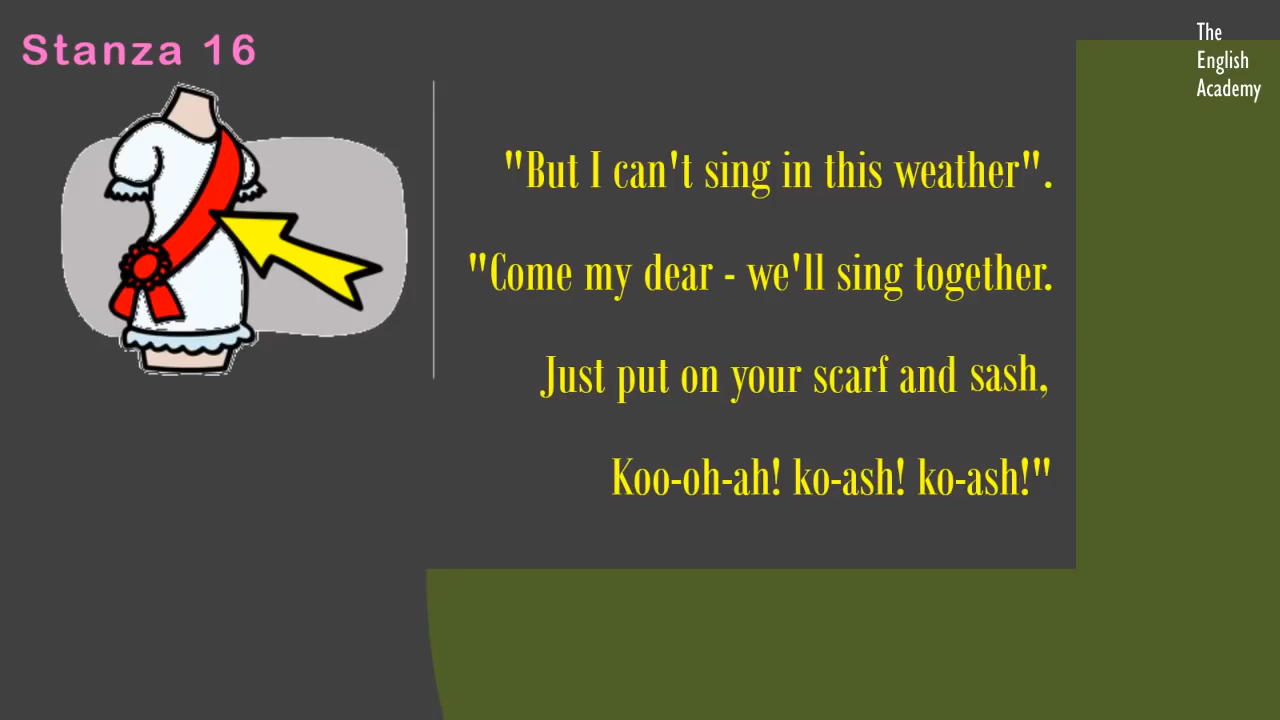 Stanza 16
The
English
Academy
"But I can't sing in this weather".
"Come my dear - we'll sing together.
Just put on your scarf and sash,
Koo-oh-ah! ko-ash! ko-ash!"